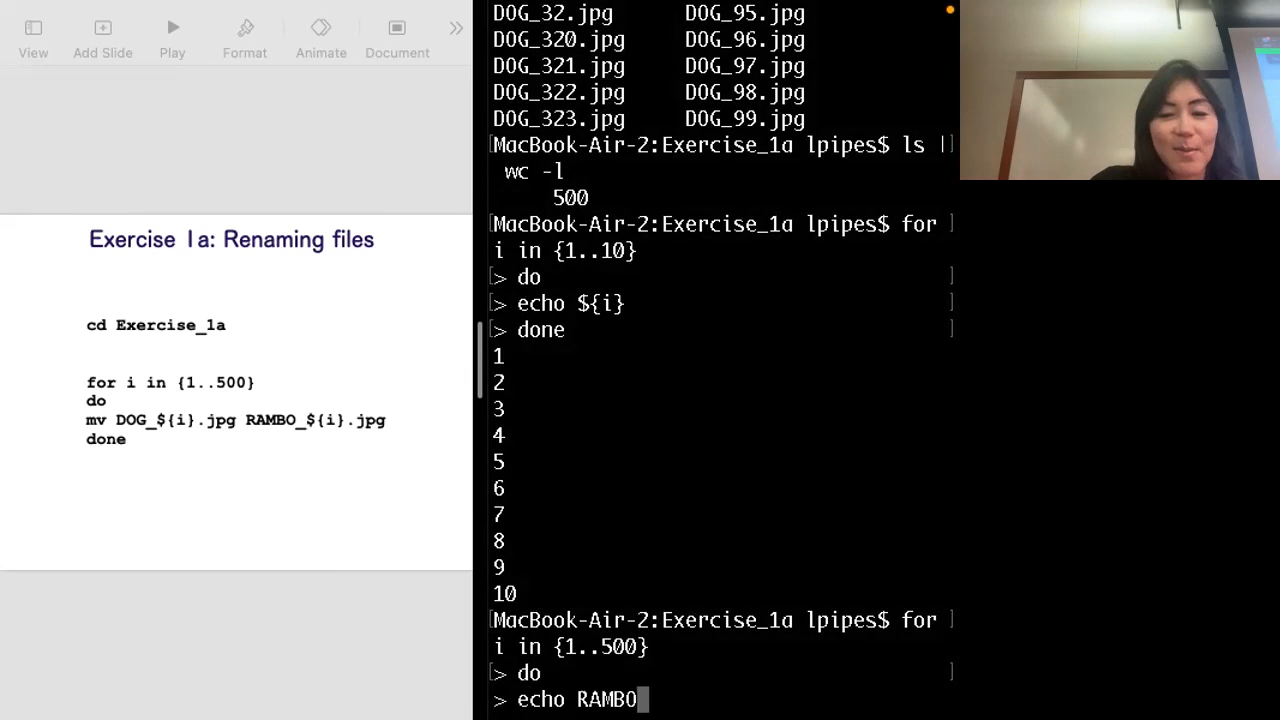 View
Add Slide
Play
Format
Animate
Document
Exercise 1a: Renaming files
cd Exercise_1a
for i in {1..500}
do
mv DOG_${i}.jpg RAMBO_${i}.jpg
done
DOG_32.jpg DOG_95.jpg
DOG_320.jpg DOG_96.jpg
DOG_321.jpg DOG_97.jpg
DOG_322.jpg DOG_98.jpg
DOG_323.jpg DOG_99.jpg
[MacBook-Air-2:Exercise_1a lpipes$ ls |]
wc -l
500
[MacBook-Air-2:Exercise_1a lpipes$ for ]
i in {1..10}
[> do ]
[> echo ${i} ]
[> done ]
1
2
3
4
5
6
7
8
9
10
[MacBook-Air-2:Exercise_1a lpipes$ for ]
i in {1..500}
[> do ]
> echo RAMBO